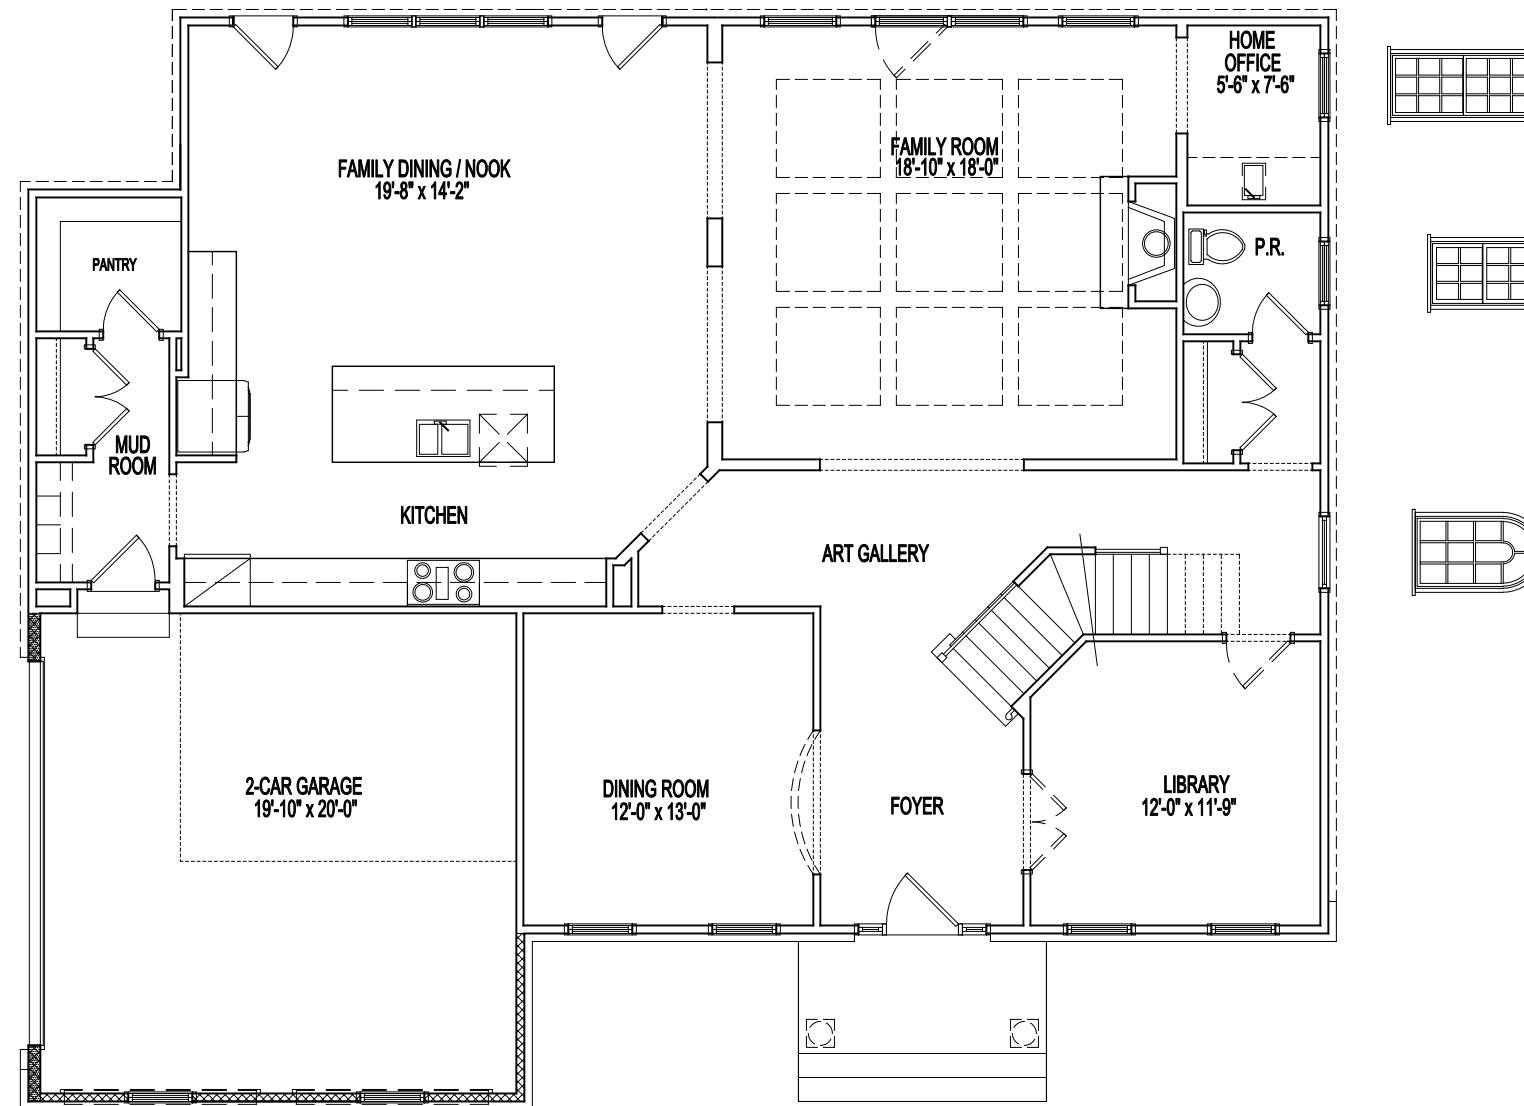 HOME
OFFICE
5'-6" x 7'-6"
FAMILY ROOM
18'-10" x 18'-0"
FAMILY DINING / NOOK
19'-8" x 14'-2"
PANTRY
P.R.
MUD
ROOM
KITCHEN
ART GALLERY
2-CAR GARAGE
19'-10" x 20'-0"
DINING ROOM
12'-0" x 13'-0"
FOYER
LIBRARY
12'-0" x 11'-9"